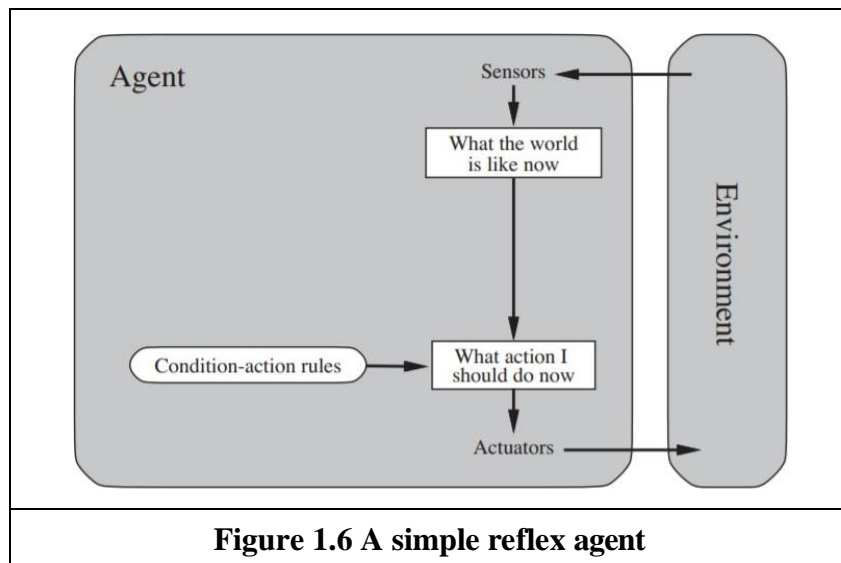 Agent
Sensors
What the world
is like now
Environment
Condition-action rules
What action I
should do now
Actuators
Figure 1.6 A simple reflex agent